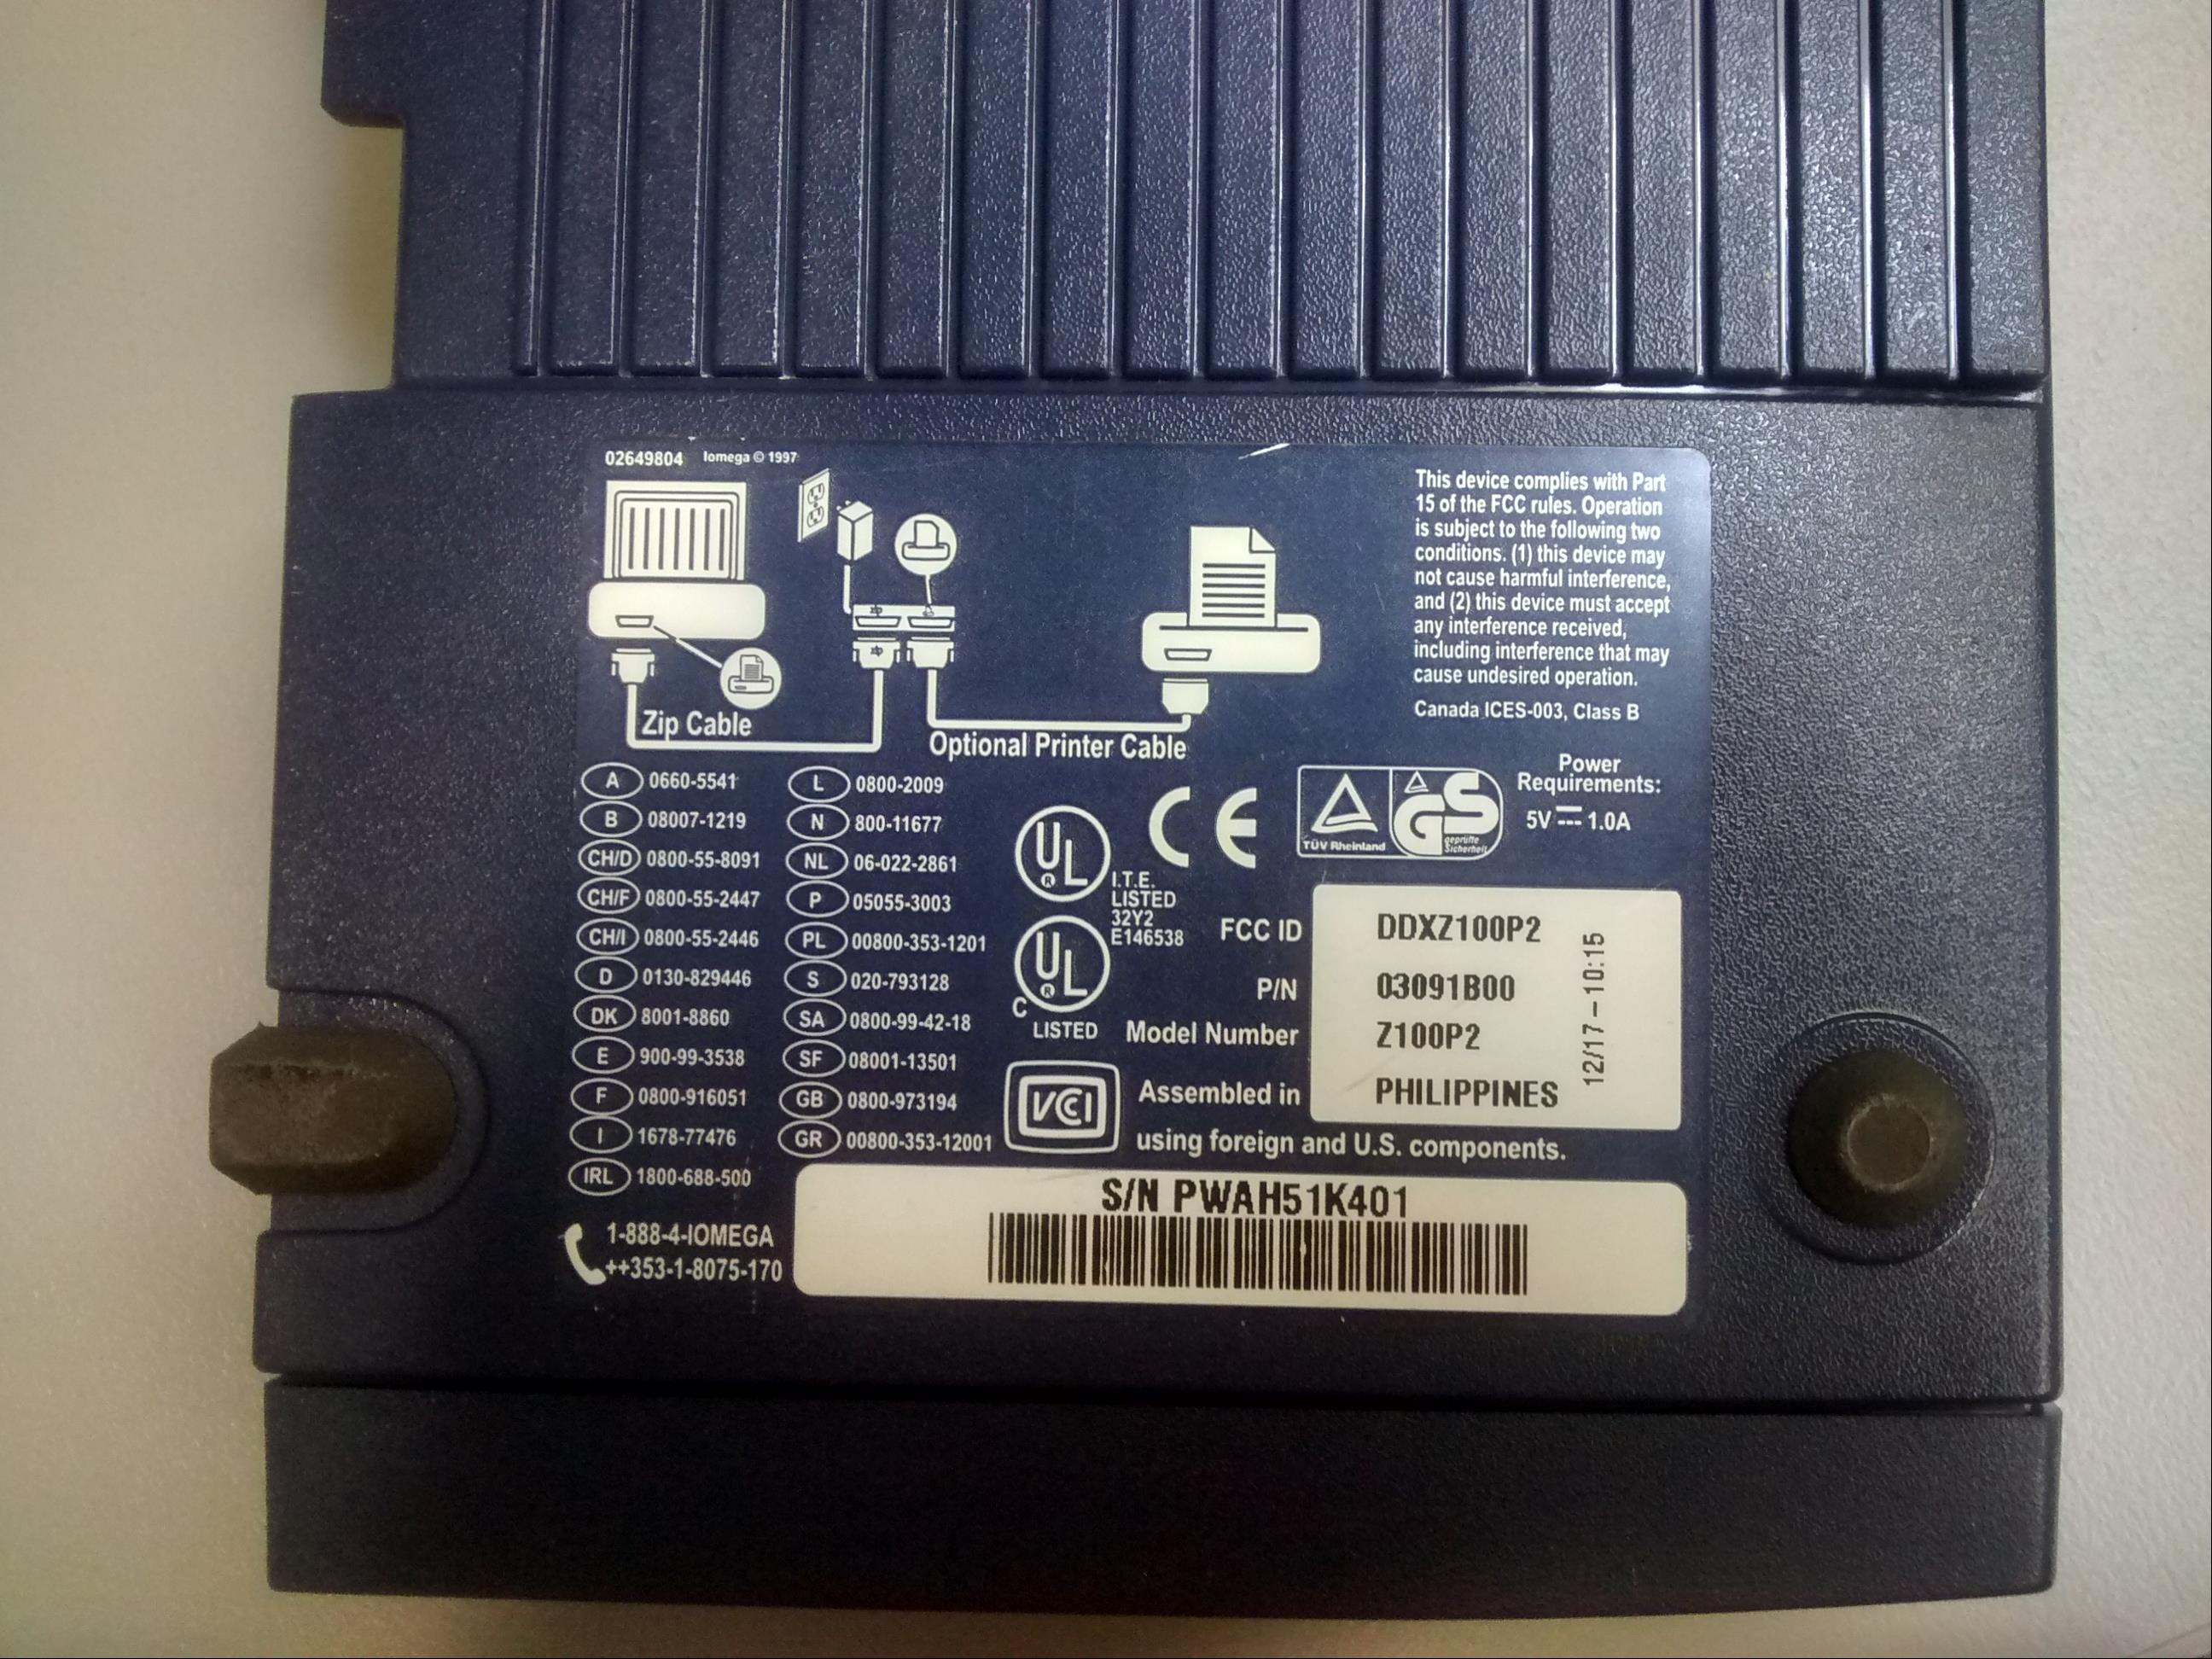 02649804 Iomega © 1997
This device complies with Part
15 of the FCC rules. Operation
is subject to the following two
conditions. (1) this device may
not cause harmful interference,
and (2) this device must accept
any interference received,
including interference that may
cause undesired operation.
Canada ICES-003, Class B
zip
zip
Zip Cable
Optional Printer Cable
Power
Requirements:
5V 1.0A
A 0660-5541
B 08007-1219
CH/D 0800-55-8091
CH/F 0800-55-2447
CH/I 0800-55-2446
D 0130-829446
DK 8001-8860
E 900-99-3538
F 0800-916051
I 1678-77476
IRL 1800-688-500
L 0800-2009
N 800-11677
NL 06-022-2861
P 05055-3003
PL 00800-353-1201
S 020-793128
SA 0800-99-42-18
SF 08001-13501
GB 0800-973194
GR 00800-353-12001
1-888-4-IOMEGA
++353-1-8075-170
UL ®
I.T.E.
LISTED
32Y2
E146538
C UL ®
LISTED
CE
TÜV Rheinland
GS
geprüfte
Sicherheit
VCI
FCC ID DDXZ100P2
P/N 03091B00
Model Number Z100P2
Assembled in PHILIPPINES
12/17-10:15
using foreign and U.S. components.
S/N PWAH51K401